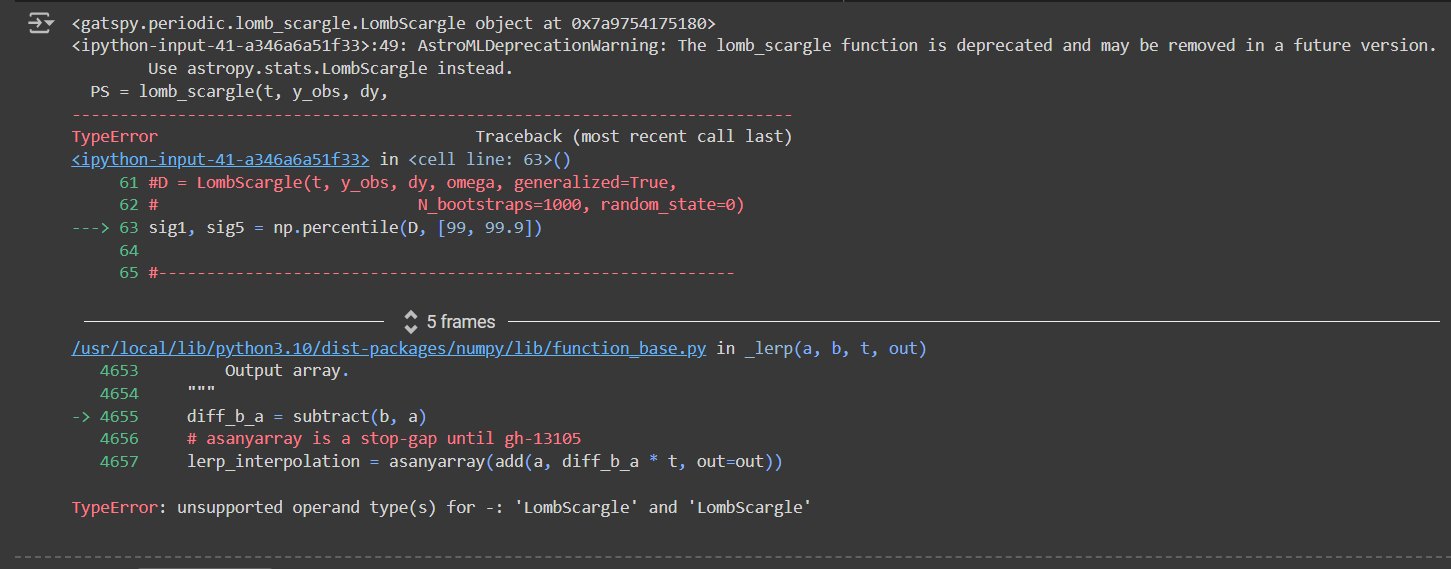 <gatspy.periodic.lomb_scargle.LombScargle object at 0x7a9754175180>
<ipython-input-41-a346a6a51f33>:49: AstroMLDeprecationWarning: The lomb_scargle function is deprecated and may be removed in a future version.
        Use astropy.stats.LombScargle instead.
  PS = lomb_scargle(t, y_obs, dy,
---------------------------------------------------------------------------
TypeError                                 Traceback (most recent call last)
<ipython-input-41-a346a6a51f33> in <cell line: 63>()
     61 #D = LombScargle(t, y_obs, dy, omega, generalized=True,
     62 #                           N_bootstraps=1000, random_state=0)
---> 63 sig1, sig5 = np.percentile(D, [99, 99.9])
     64
     65 #------------------------------------------------------------
5 frames
/usr/local/lib/python3.10/dist-packages/numpy/lib/function_base.py in _lerp(a, b, t, out)
   4653         Output array.
   4654     """
-> 4655     diff_b_a = subtract(b, a)
   4656     # asanyarray is a stop-gap until gh-13105
   4657     lerp_interpolation = asanyarray(add(a, diff_b_a * t, out=out))
TypeError: unsupported operand type(s) for -: 'LombScargle' and 'LombScargle'